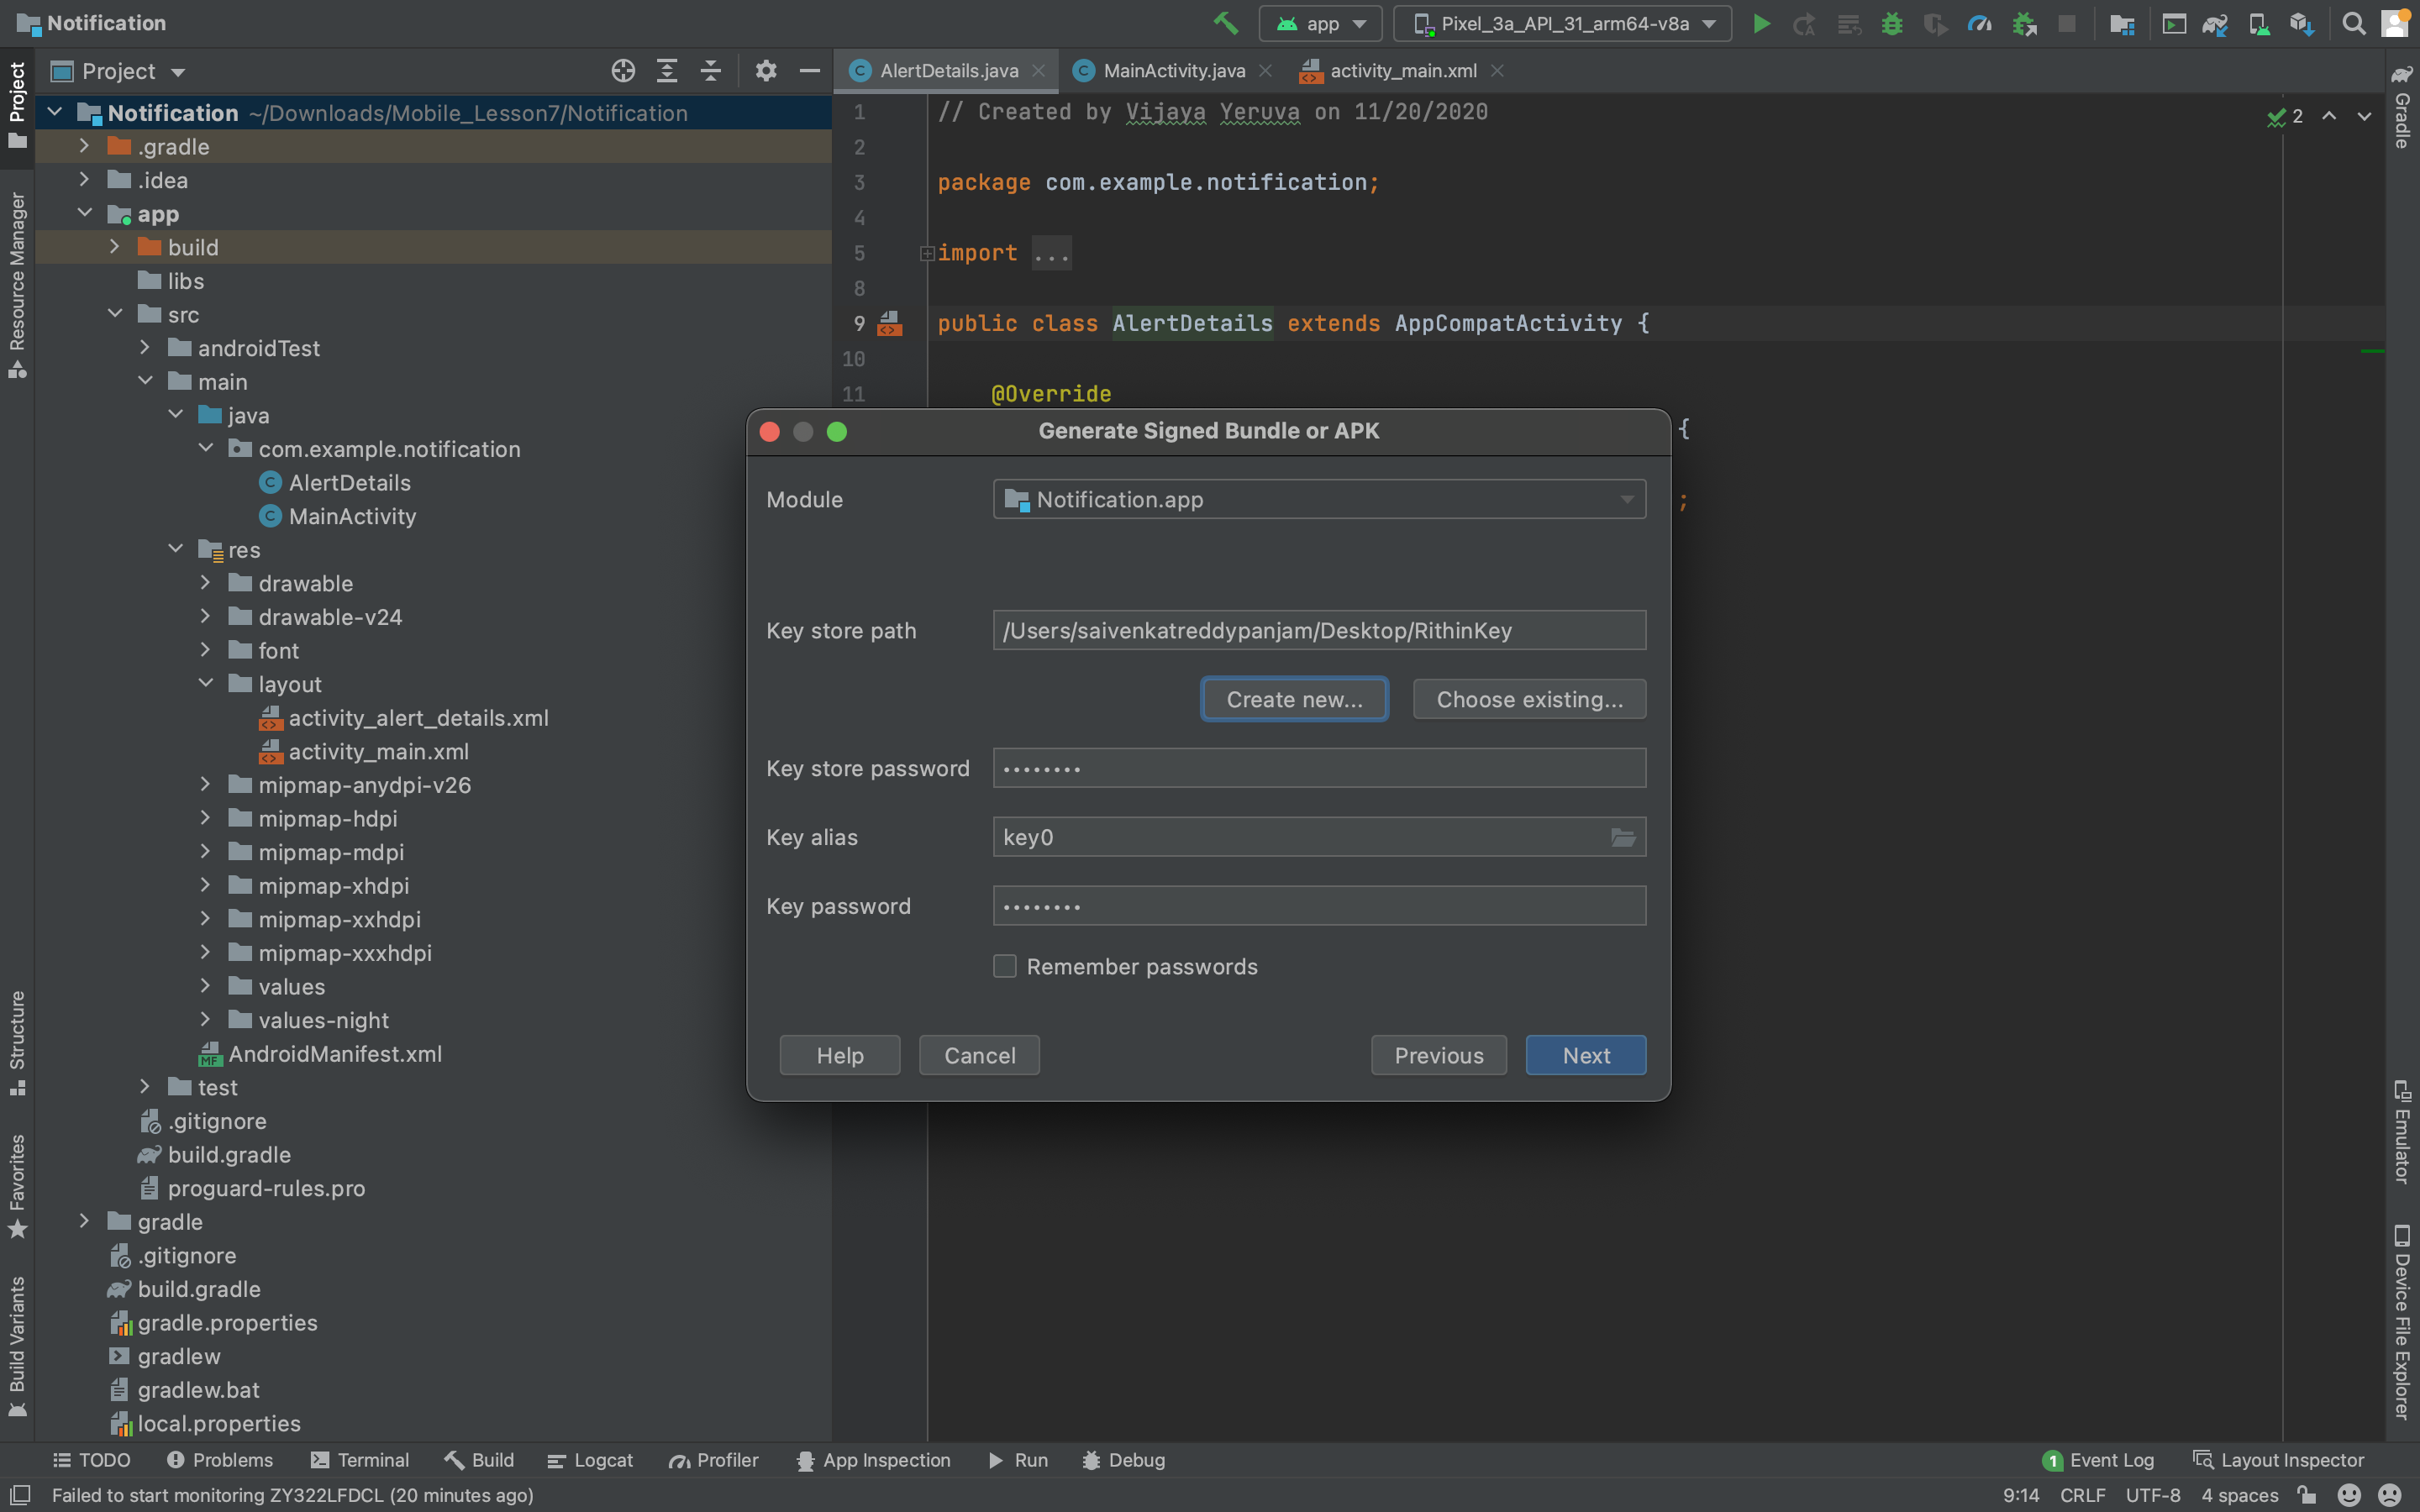 Notification
app
Pixel_3a_API_31_arm64-v8a
Project
AlertDetails.java
MainActivity.java
activity_main.xml
Project
Resource Manager
Structure
Favorites
Build Variants
Notification ~/Downloads/Mobile_Lesson7/Notification
.gradle
.idea
app
build
libs
src
androidTest
main
java
com.example.notification
AlertDetails
MainActivity
res
drawable
drawable-v24
font
layout
activity_alert_details.xml
activity_main.xml
mipmap-anydpi-v26
mipmap-hdpi
mipmap-mdpi
mipmap-xhdpi
mipmap-xxhdpi
mipmap-xxxhdpi
values
values-night
AndroidManifest.xml
test
.gitignore
build.gradle
proguard-rules.pro
gradle
.gitignore
build.gradle
gradle.properties
gradlew
gradlew.bat
local.properties
1 // Created by Vijaya Yeruva on 11/20/2020
2
3 package com.example.notification;
4
5 import ...
8
9 public class AlertDetails extends AppCompatActivity {
10
11 @Override
{
;
2
Generate Signed Bundle or APK
Module Notification.app
Key store path /Users/saivenkatreddypanjam/Desktop/RithinKey
Create new... Choose existing...
Key store password ••••••••
Key alias key0
Key password ••••••••
Remember passwords
Help Cancel Previous Next
Gradle
Emulator
Device File Explorer
TODO Problems Terminal Build Logcat Profiler App Inspection Run Debug 1 Event Log Layout Inspector
Failed to start monitoring ZY322LFDCL (20 minutes ago) 9:14 CRLF UTF-8 4 spaces